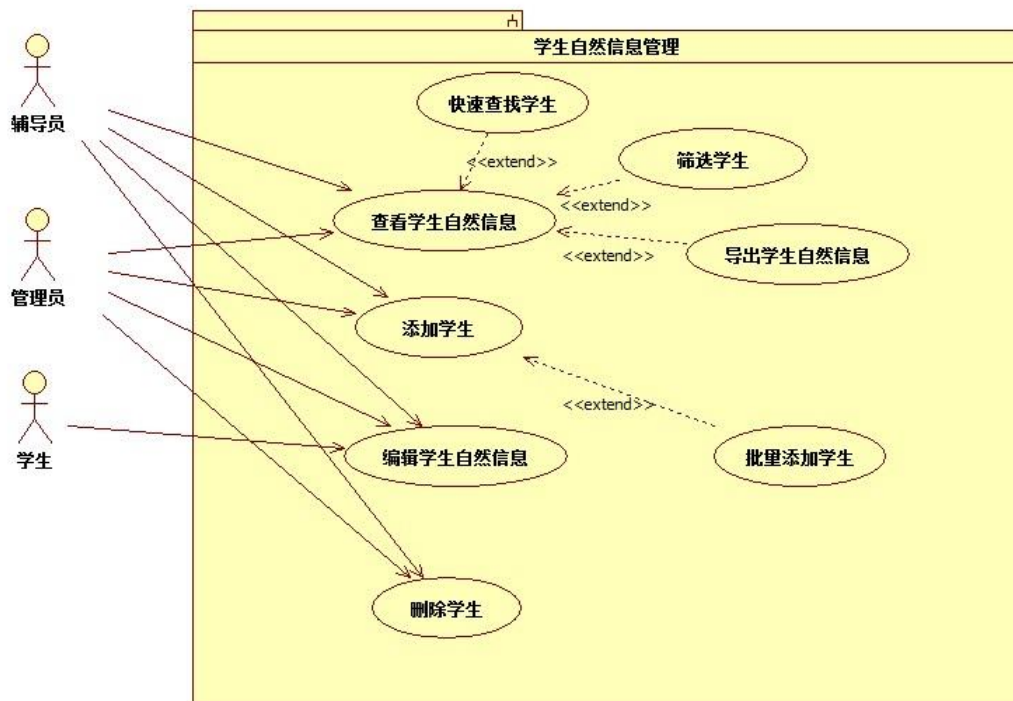 学生自然信息管理
辅导员
快速查找学生
<<extend>>
筛选学生
<<extend>>
查看学生自然信息
<<extend>>
导出学生自然信息
管理员
添加学生
<<extend>>
学生
编辑学生自然信息
批量添加学生
删除学生